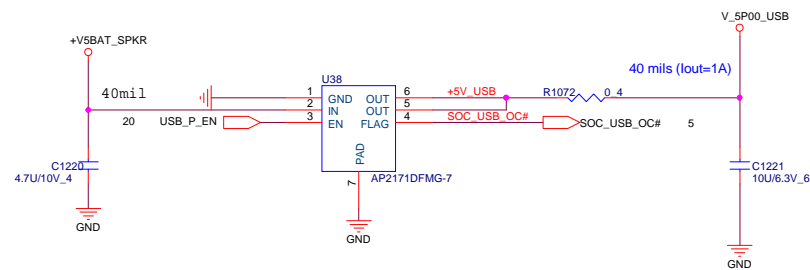 V_5P00_USB
+V5BAT_SPKR
40 mils (Iout=1A)
U38
40mil
+5V_USB
R1072 0_4
1 GND OUT 6
2 IN OUT 5
20 USB_P_EN 3 EN FLAG 4 SOC_USB_OC# SOC_USB_OC# 5
PAD
C1220
4.7U/10V_4
C1221
10U/6.3V_6
7
AP2171DFMG-7
GND
GND
GND